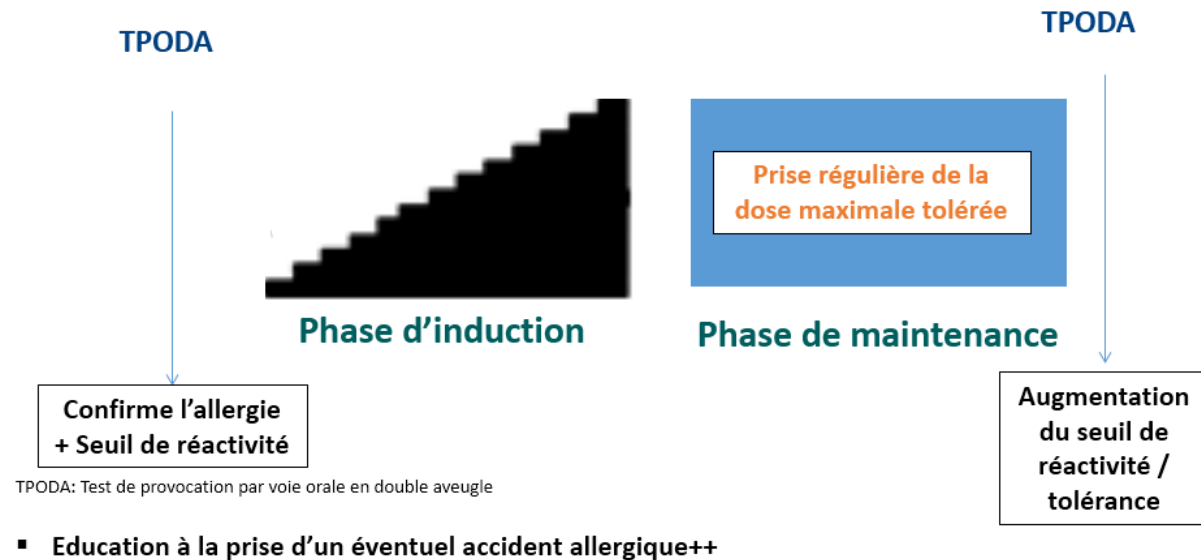 TPODA
TPODA
Prise régulière de la
dose maximale tolérée
Phase d’induction
Phase de maintenance
Confirme l’allergie
+ Seuil de réactivité
Augmentation
du seuil de
réactivité /
tolérance
TPODA: Test de provocation par voie orale en double aveugle
▪ Education à la prise d’un éventuel accident allergique++